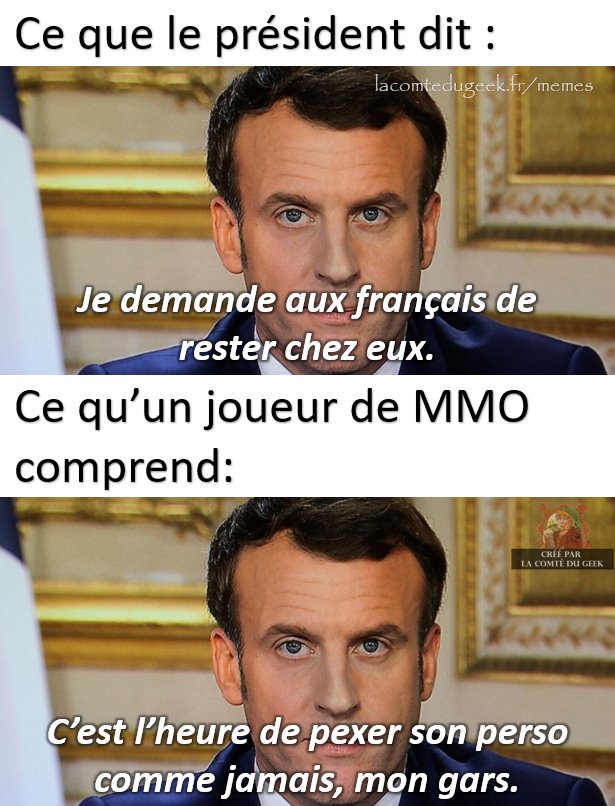 Ce que le président dit :
lacomtedugeek.fr/memes
Je demande aux français de
rester chez eux.
Ce qu’un joueur de MMO
comprend:
CRÉÉ PAR
LA COMTÉ DU GEEK
C’est l’heure de pexer son perso
comme jamais, mon gars.